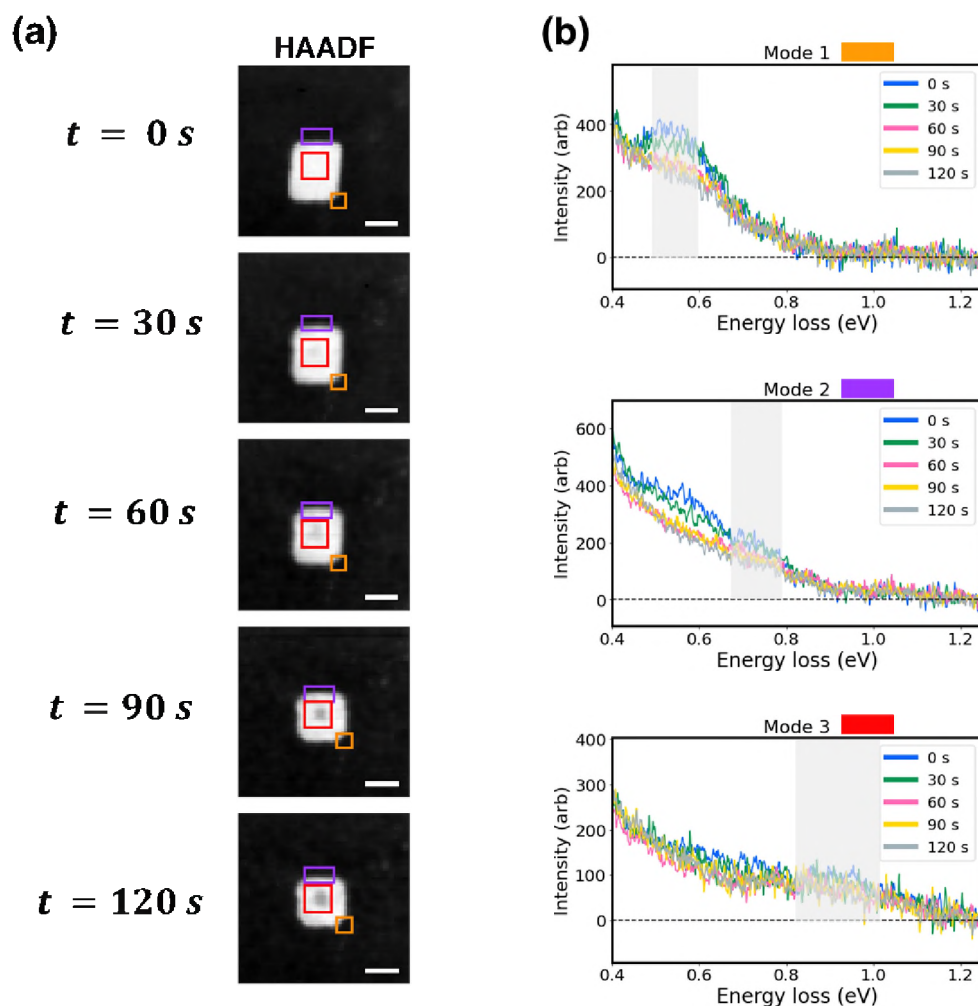 (a)
HAADF
t = 0 s
t = 30 s
t = 60 s
t = 90 s
t = 120 s
(b)
Mode 1
0 s
30 s
60 s
90 s
120 s
Intensity (arb)
400
200
0
0.4 0.6 0.8 1.0 1.2
Energy loss (eV)
Mode 2
0 s
30 s
60 s
90 s
120 s
Intensity (arb)
600
400
200
0
0.4 0.6 0.8 1.0 1.2
Energy loss (eV)
Mode 3
0 s
30 s
60 s
90 s
120 s
Intensity (arb)
400
300
200
100
0
0.4 0.6 0.8 1.0 1.2
Energy loss (eV)